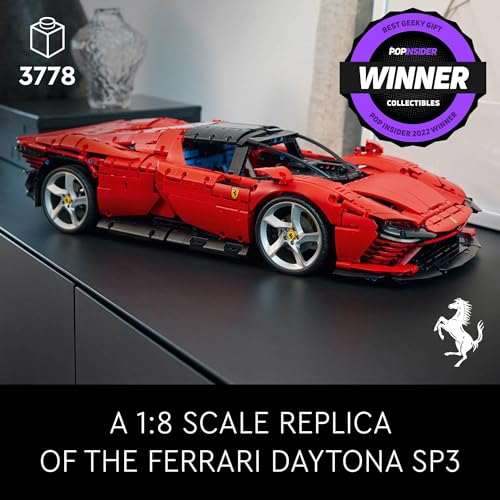 3778
BEST GEEKY GIFT
POPINSIDER
WINNER
COLLECTIBLES
POP INSIDER 2022 WINNER
A 1:8 SCALE REPLICA
OF THE FERRARI DAYTONA SP3